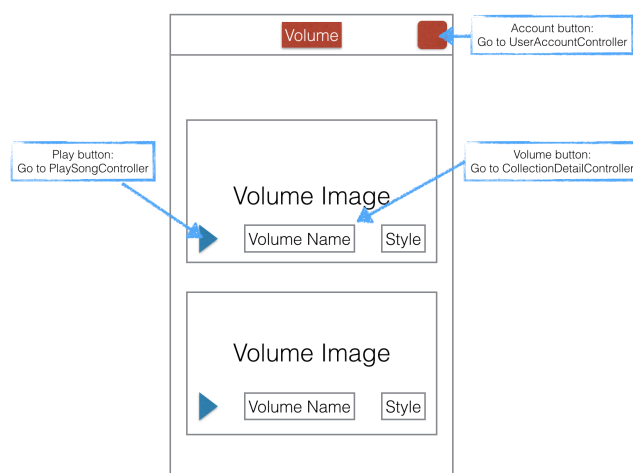 Volume
Account button:
Go to UserAccountController
Play button:
Go to PlaySongController
Volume button:
Go to CollectionDetailController
Volume Image
Volume Name
Style
Volume Image
Volume Name
Style